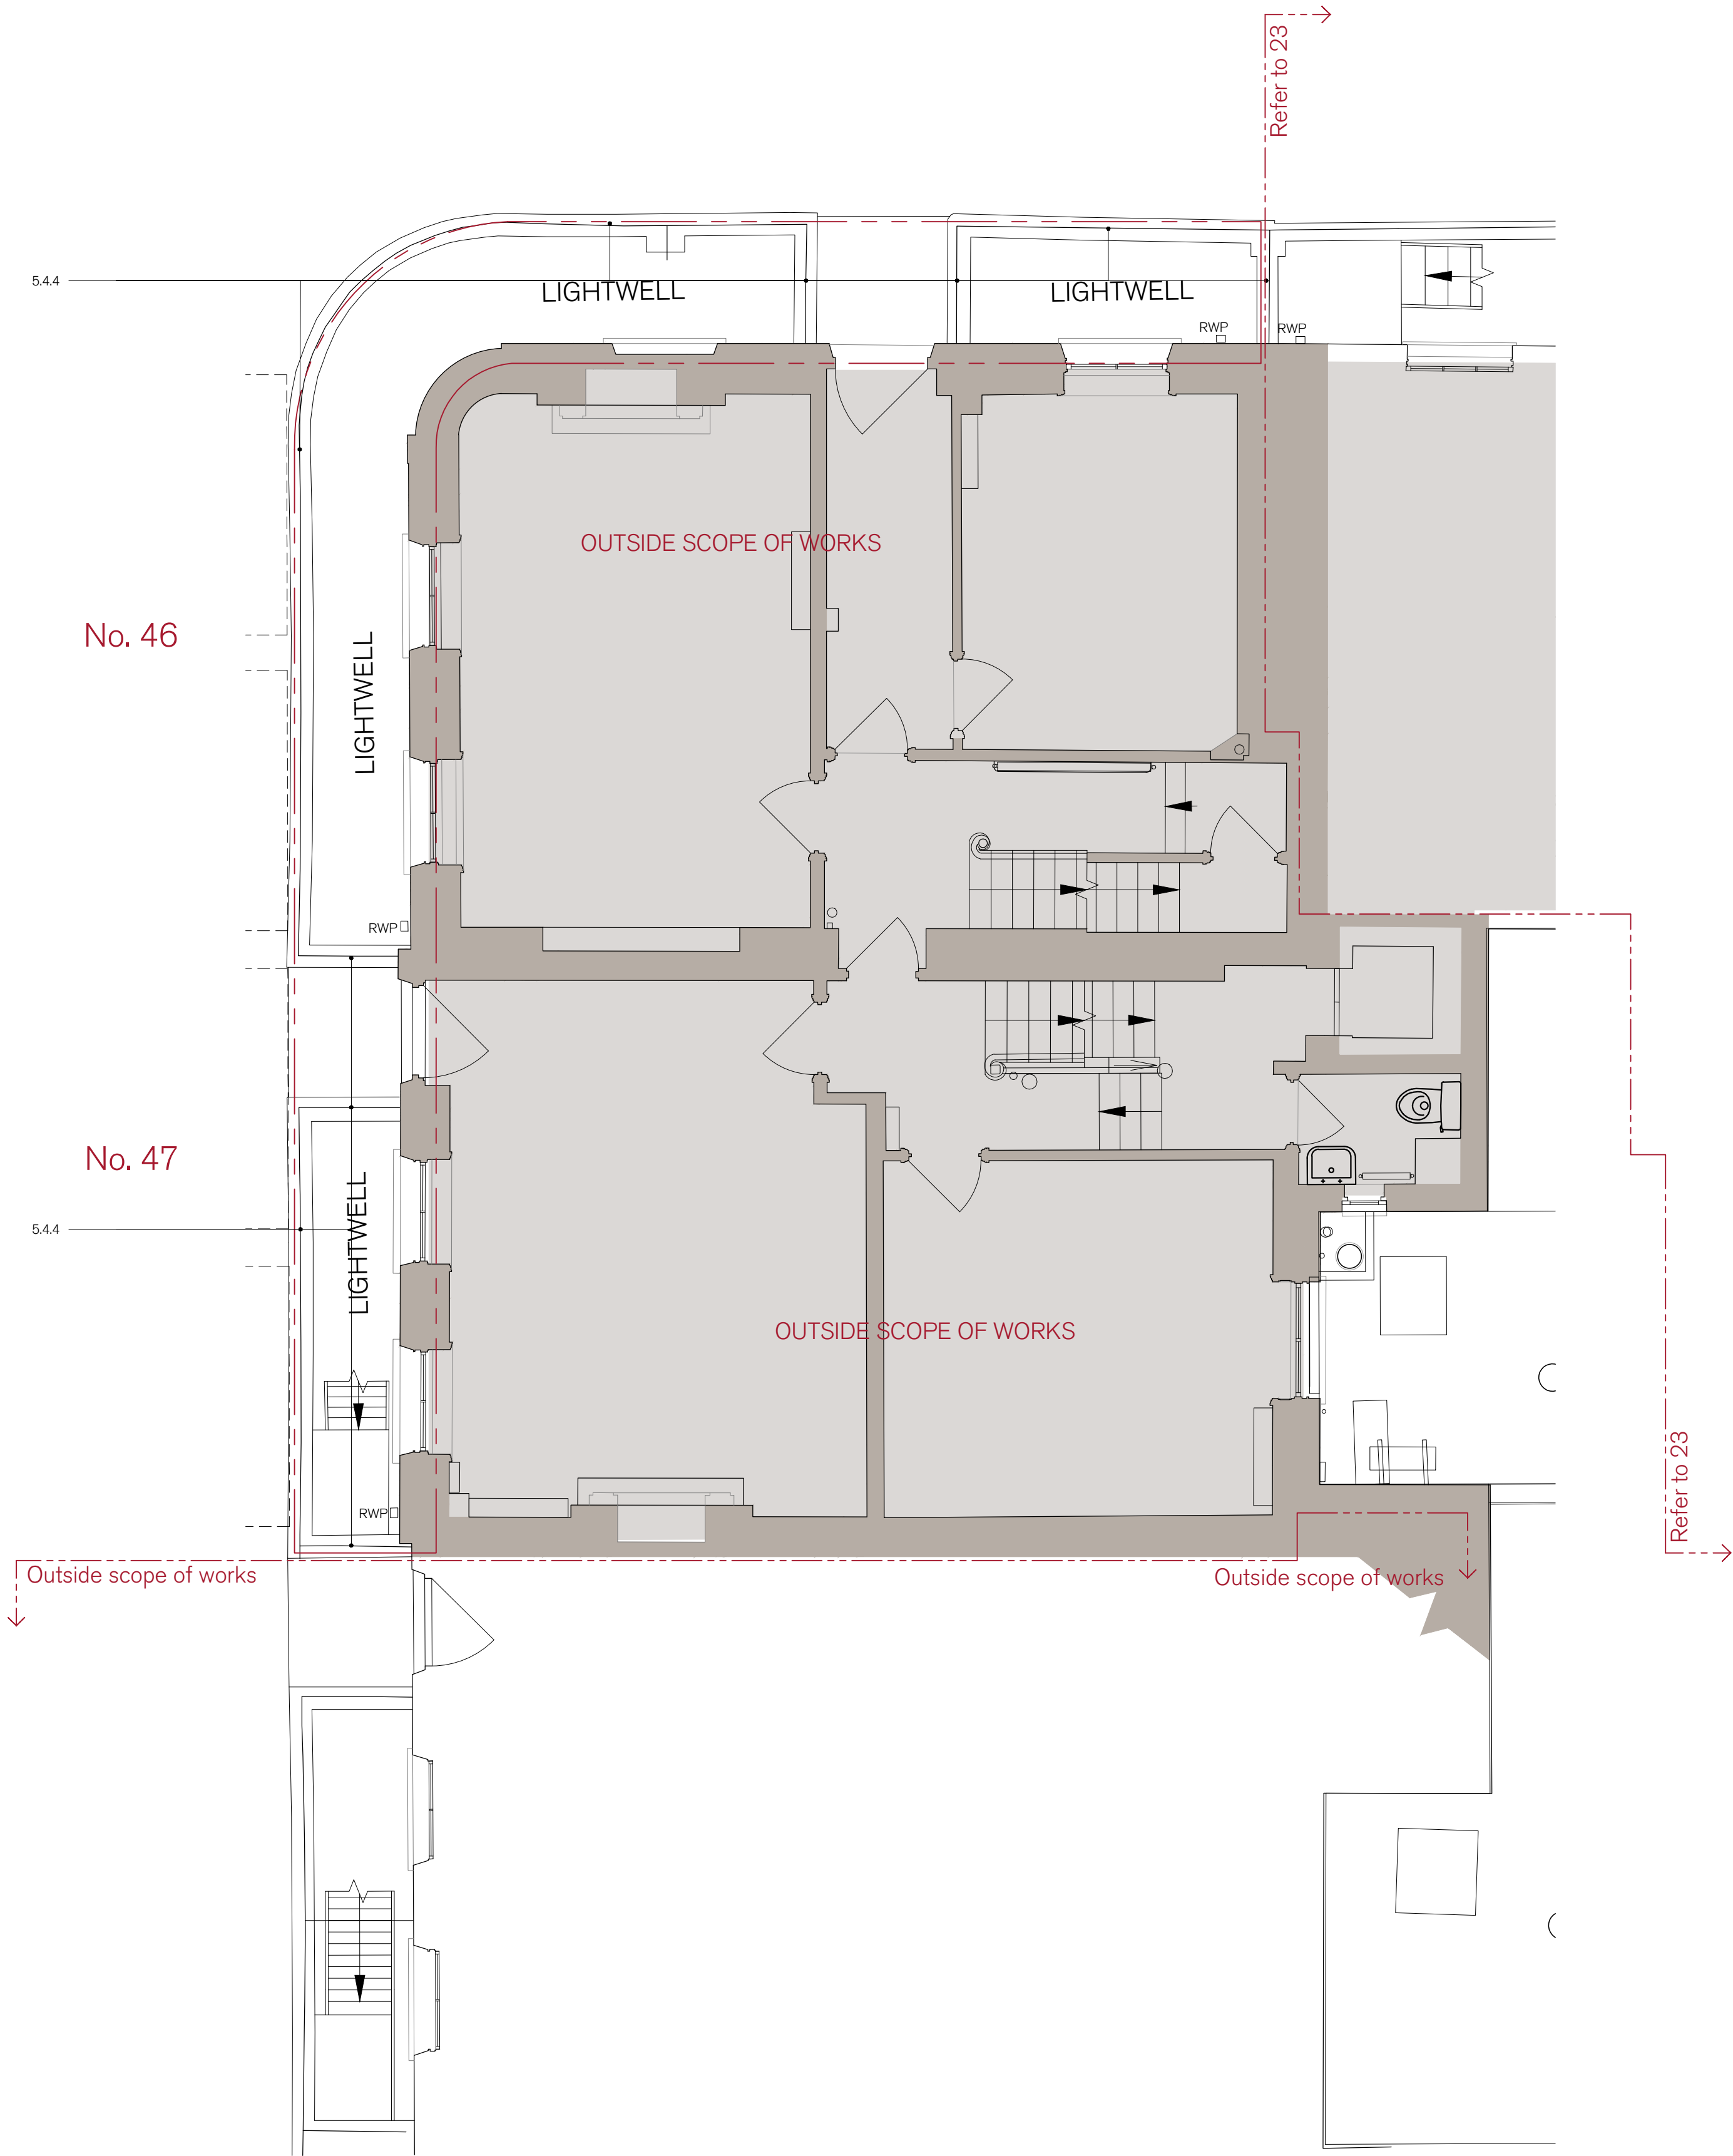 Refer to 23
5.4.4
LIGHTWELL
LIGHTWELL
RWP
RWP
OUTSIDE SCOPE OF WORKS
No. 46
LIGHTWELL
RWP
No. 47
LIGHTWELL
5.4.4
OUTSIDE SCOPE OF WORKS
Refer to 23
RWP
Outside scope of works
Outside scope of works